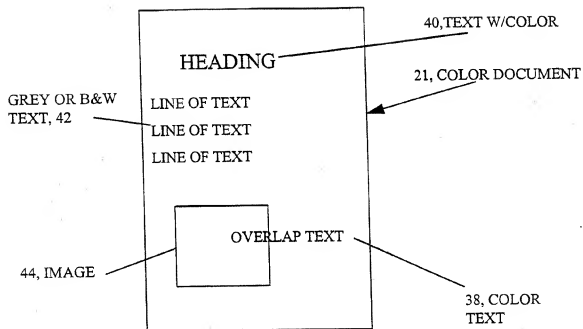 40,TEXT W/COLOR
HEADING
21, COLOR DOCUMENT
GREY OR B&W
TEXT, 42
LINE OF TEXT
LINE OF TEXT
LINE OF TEXT
OVERLAP TEXT
44, IMAGE
38, COLOR
TEXT